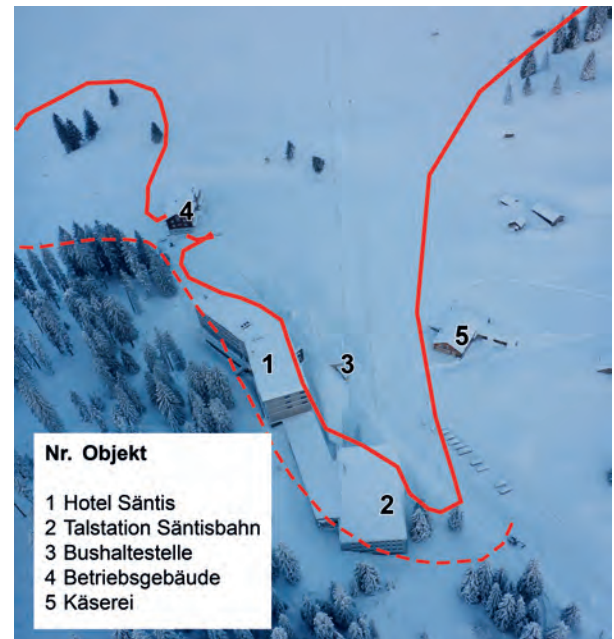 4
5
1
3
2
Nr. Objekt
1 Hotel Säntis
2 Talstation Säntisbahn
3 Bushaltestelle
4 Betriebsgebäude
5 Käserei